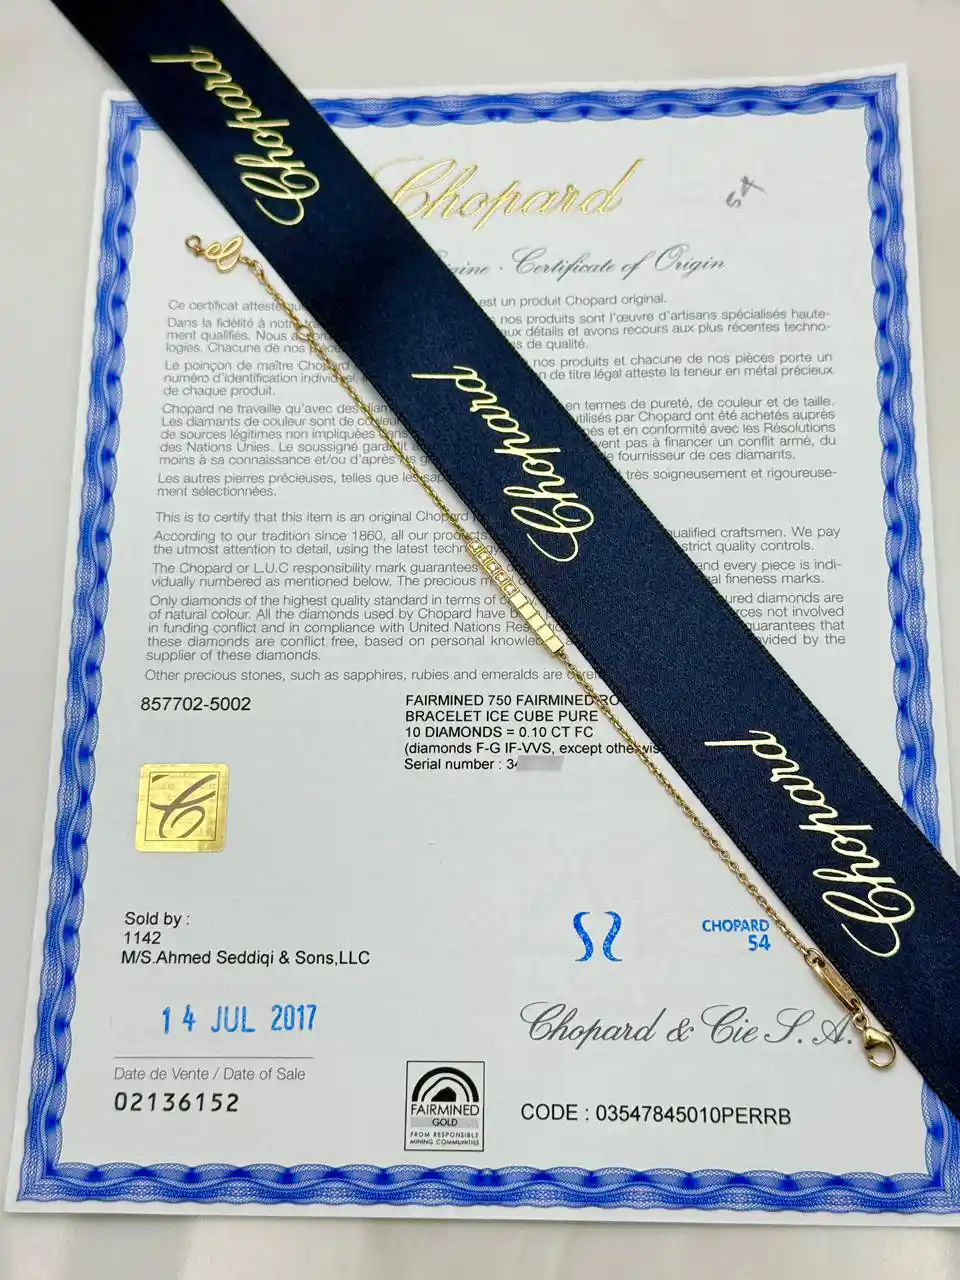 Chopard
Chopard
54
Certificate of Origin
Ce certificat atteste est un produit Chopard original.
Dans la fidélité à nos produits sont l'œuvre d'artisans spécialisés haute-
ment qualifiés. Nous aux détails et avons recours aux plus récentes techno-
logies. Chacune de nos de qualité.
Le poinçon de maître Chopard nos produits et chacune de nos pièces porte un
numéro d'identification de titre légal atteste la teneur en métal précieux
de chaque produit.
Chopard ne travaille qu'avec des en termes de pureté, de couleur et de taille.
Les diamants de couleur sont de utilisés par Chopard ont été achetés auprès
de sources légitimes non impliquées dans et en conformité avec les Résolutions
des Nations Unies. Le soussigné garantit pas à financer un conflit armé, du
moins à sa connaissance et/ou d'après le fournisseur de ces diamants.
Les autres pierres précieuses, telles que les très soigneusement et rigoureuse-
ment sélectionnées.
Chopard
This is to certify that this item is an original Chopard
According to our tradition since 1860, all our products qualified craftsmen. We pay
the utmost attention to detail, using the latest strict quality controls.
The Chopard or L.U.C responsibility mark guarantees and every piece is indi-
vidually numbered as mentioned below. The precious fineness marks.
Only diamonds of the highest quality standard in terms of diamonds are
of natural colour. All the diamonds used by Chopard have not involved
in funding conflict and in compliance with United Nations guarantees that
these diamonds are conflict free, based on personal provided by the
supplier of these diamonds.
Other precious stones, such as sapphires, rubies and emeralds are
857702-5002
FAIRMINED 750 FAIRMINED
BRACELET ICE CUBE PURE
10 DIAMONDS = 0.10 CT FC
(diamonds F-G IF-VVS, except otherwise
Serial number : 34
Chopard
Sold by :
1142
M/S.Ahmed Seddiqi & Sons,LLC
CHOPARD
54
14 JUL 2017
Chopard & Cie S.A.
Date de Vente / Date of Sale
02136152
FAIRMINED
GOLD
FROM RESPONSIBLE
MINING COMMUNITIES
CODE : 03547845010PERRB